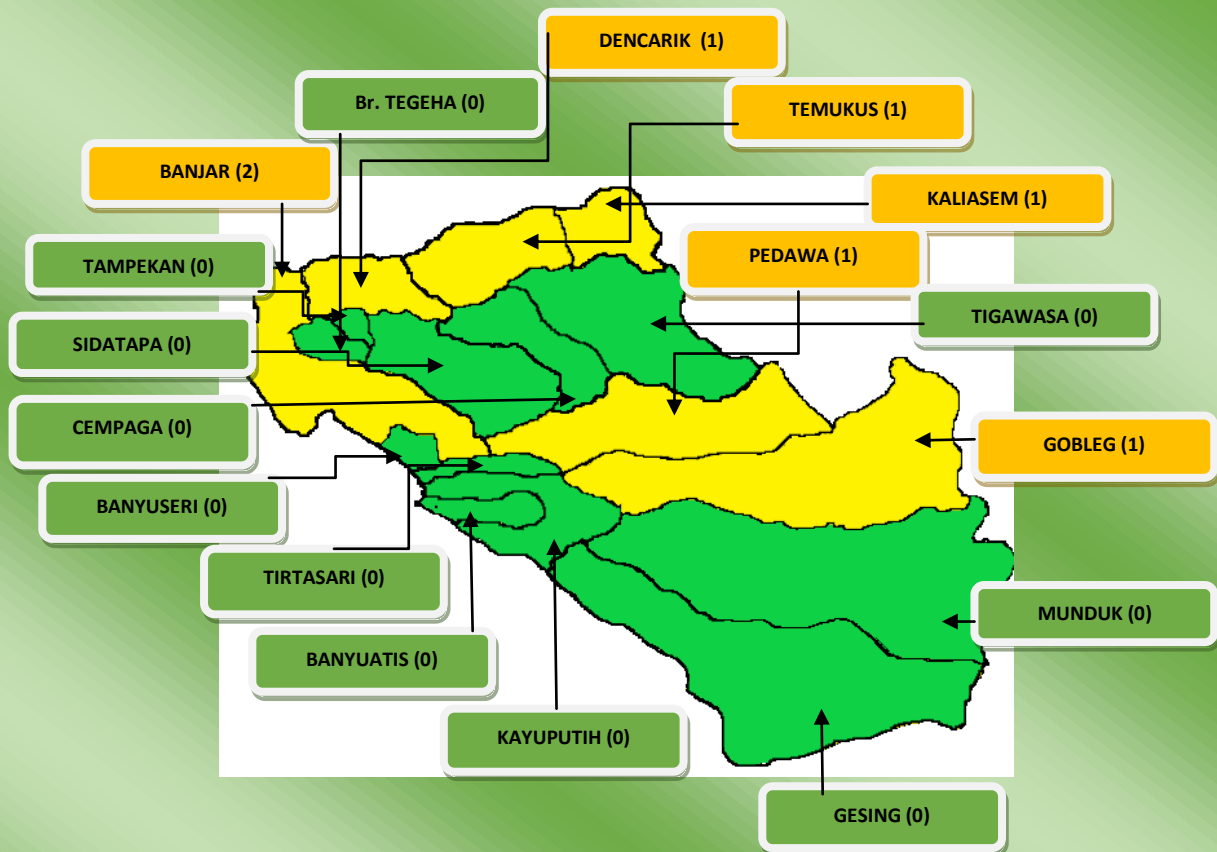 DENCARIK (1)
Br. TEGEHA (0)
TEMUKUS (1)
BANJAR (2)
KALIASEM (1)
TAMPEKAN (0)
PEDAWA (1)
SIDATAPA (0)
TIGAWASA (0)
CEMPAGA (0)
GOBLEG (1)
BANYUSERI (0)
TIRTASARI (0)
MUNDUK (0)
BANYUATIS (0)
KAYUPUTIH (0)
GESING (0)